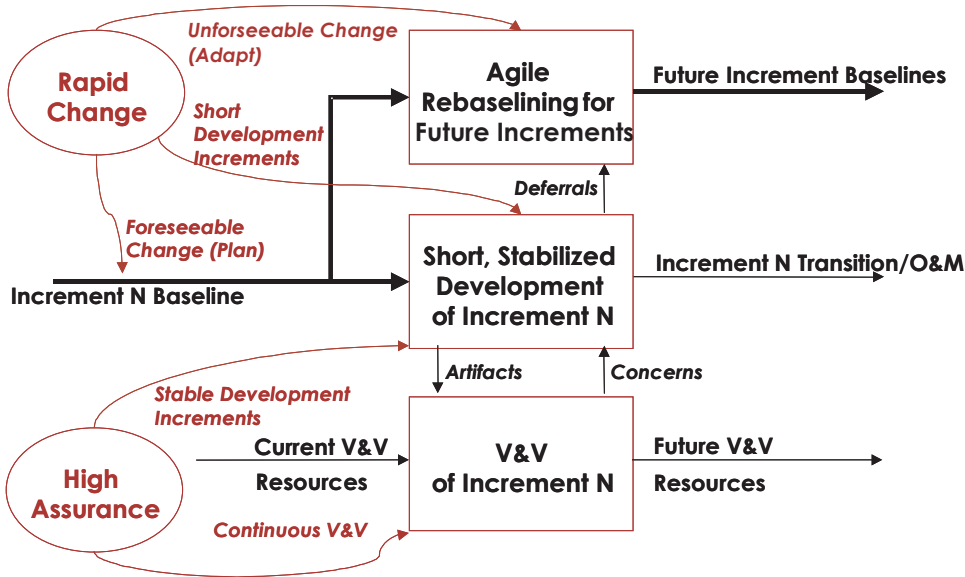 Unforseeable Change
(Adapt)
Rapid
Change
Short
Development
Increments
Agile
Rebaselining for
Future Increments
Future Increment Baselines
Deferrals
Foreseeable
Change (Plan)
Increment N Baseline
Short, Stabilized
Development
of Increment N
Increment N Transition/O&M
Artifacts
Concerns
Stable Development
Increments
High
Assurance
Current V&V
Resources
V&V
of Increment N
Future V&V
Resources
Continuous V&V